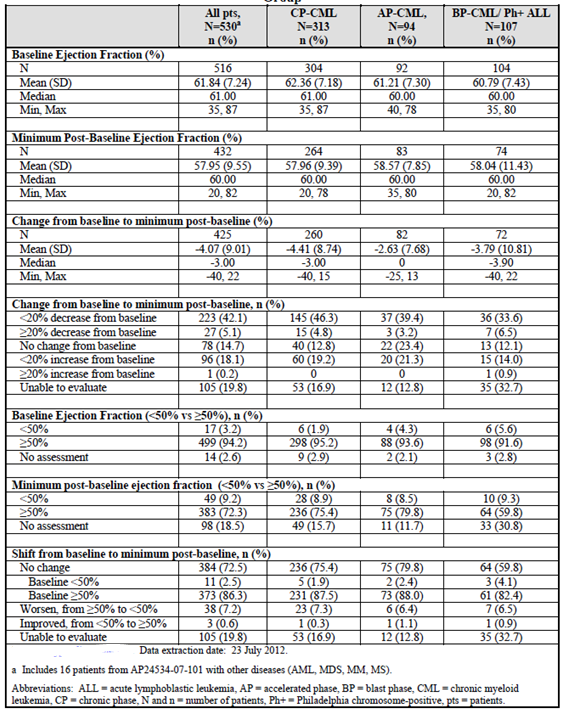 Group
All pts, N=530a n (%) CP-CML N=313 n (%) AP-CML, N=94 n (%) BP-CML/ Ph+ ALL N=107 n (%)
Baseline Ejection Fraction (%)
N 516 304 92 104
Mean (SD) 61.84 (7.24) 62.36 (7.18) 61.21 (7.30) 60.79 (7.43)
Median 61.00 61.00 60.00 60.00
Min, Max 35, 87 35, 87 40, 78 35, 80
Minimum Post-Baseline Ejection Fraction (%)
N 432 264 83 74
Mean (SD) 57.95 (9.55) 57.96 (9.39) 58.57 (7.85) 58.04 (11.43)
Median 60.00 60.00 60.00 60.00
Min, Max 20, 82 20, 78 35, 80 20, 82
Change from baseline to minimum post-baseline (%)
N 425 260 82 72
Mean (SD) -4.07 (9.01) -4.41 (8.74) -2.63 (7.68) -3.79 (10.81)
Median -3.00 -3.00 0 -3.90
Min, Max -40, 22 -40, 15 -25, 13 -40, 22
Change from baseline to minimum post-baseline, n (%)
<20% decrease from baseline 223 (42.1) 145 (46.3) 37 (39.4) 36 (33.6)
≥20% decrease from baseline 27 (5.1) 15 (4.8) 3 (3.2) 7 (6.5)
No change from baseline 78 (14.7) 40 (12.8) 22 (23.4) 13 (12.1)
<20% increase from baseline 96 (18.1) 60 (19.2) 20 (21.3) 15 (14.0)
≥20% increase from baseline 1 (0.2) 0 0 1 (0.9)
Unable to evaluate 105 (19.8) 53 (16.9) 12 (12.8) 35 (32.7)
Baseline Ejection Fraction (<50% vs ≥50%), n (%)
<50% 17 (3.2) 6 (1.9) 4 (4.3) 6 (5.6)
≥50% 499 (94.2) 298 (95.2) 88 (93.6) 98 (91.6)
No assessment 14 (2.6) 9 (2.9) 2 (2.1) 3 (2.8)
Minimum post-baseline ejection fraction (<50% vs ≥50%), n (%)
<50% 49 (9.2) 28 (8.9) 8 (8.5) 10 (9.3)
≥50% 383 (72.3) 236 (75.4) 75 (79.8) 64 (59.8)
No assessment 98 (18.5) 49 (15.7) 11 (11.7) 33 (30.8)
Shift from baseline to minimum post-baseline, n (%)
No change 384 (72.5) 236 (75.4) 75 (79.8) 64 (59.8)
Baseline <50% 11 (2.5) 5 (1.9) 2 (2.4) 3 (4.1)
Baseline ≥50% 373 (86.3) 231 (87.5) 73 (88.0) 61 (82.4)
Worsen, from ≥50% to <50% 38 (7.2) 23 (7.3) 6 (6.4) 7 (6.5)
Improved, from <50% to ≥50% 3 (0.6) 1 (0.3) 1 (1.1) 1 (0.9)
Unable to evaluate 105 (19.8) 53 (16.9) 12 (12.8) 35 (32.7)
Data extraction date: 23 July 2012.
a Includes 16 patients from AP24534-07-101 with other diseases (AML, MDS, MM, MS).
Abbreviations: ALL = acute lymphoblastic leukemia, AP = accelerated phase, BP = blast phase, CML = chronic myeloid
leukemia, CP = chronic phase, N and n = number of patients, Ph+ = Philadelphia chromosome-positive, pts = patients.